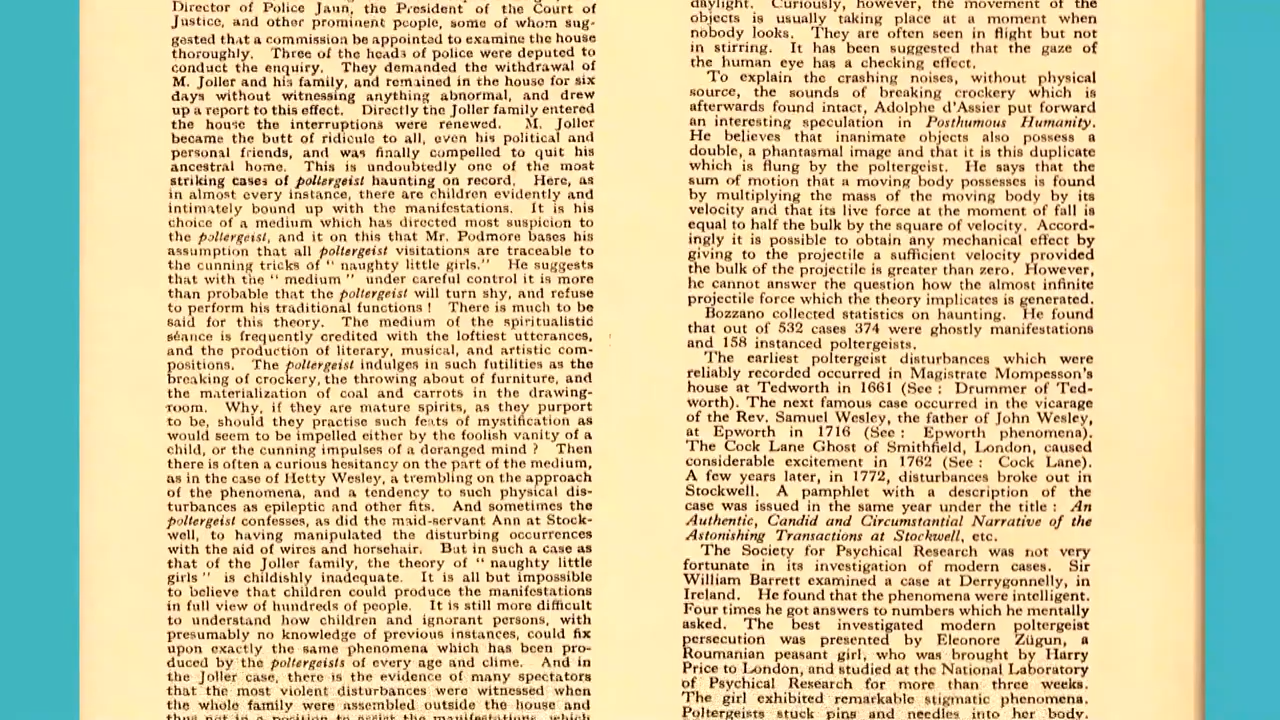 Director of Police Jaun, the President of the Court of
Justice, and other prominent people, some of whom sug-
gested that a commission be appointed to examine the house
thoroughly. Three of the heads of police were deputed to
conduct the enquiry. They demanded the withdrawal of
M. Joller and his family, and remained in the house for six
days without witnessing anything abnormal, and drew
up a report to this effect. Directly the Joller family entered
the house the interruptions were renewed. M. Joller
became the butt of ridicule to all, even his political and
personal friends, and was finally compelled to quit his
ancestral home. This is undoubtedly one of the most
striking cases of poltergeist haunting on record. Here, as
in almost every instance, there are children evidently and
intimately bound up with the manifestations. It is his
choice of a medium which has directed most suspicion to
the poltergeist, and it on this that Mr. Podmore bases his
assumption that all poltergeist visitations are traceable to
the cunning tricks of " naughty little girls." He suggests
that with the " medium " under careful control it is more
than probable that the poltergeist will turn shy, and refuse
to perform his traditional functions ! There is much to be
said for this theory. The medium of the spiritualistic
séance is frequently credited with the loftiest utterances,
and the production of literary, musical, and artistic com-
positions. The poltergeist indulges in such futilities as the
breaking of crockery, the throwing about of furniture, and
the materialization of coal and carrots in the drawing-
room. Why, if they are mature spirits, as they purport
to be, should they practise such feats of mystification as
would seem to be impelled either by the foolish vanity of a
child, or the cunning impulses of a deranged mind ? Then
there is often a curious hesitancy on the part of the medium,
as in the case of Hetty Wesley, a trembling on the approach
of the phenomena, and a tendency to such physical dis-
turbances as epileptic and other fits. And sometimes the
poltergeist confesses, as did the maid-servant Ann at Stock-
well, to having manipulated the disturbing occurrences
with the aid of wires and horsehair. But in such a case as
that of the Joller family, the theory of " naughty little
girls " is childishly inadequate. It is all but impossible
to believe that children could produce the manifestations
in full view of hundreds of people. It is still more difficult
to understand how children and ignorant persons, with
presumably no knowledge of previous instances, could fix
upon exactly the same phenomena which has been pro-
duced by the poltergeists of every age and clime. And in
the Joller case, there is the evidence of many spectators
that the most violent disturbances were witnessed when
the whole family were assembled outside the house and
thus not in a position to assist the manifestations, which
daylight. Curiously, however, the movement of the
objects is usually taking place at a moment when
nobody looks. They are often seen in flight but not
in stirring. It has been suggested that the gaze of
the human eye has a checking effect.
To explain the crashing noises, without physical
source, the sounds of breaking crockery which is
afterwards found intact, Adolphe d'Assier put forward
an interesting speculation in Posthumous Humanity.
He believes that inanimate objects also possess a
double, a phantasmal image and that it is this duplicate
which is flung by the poltergeist. He says that the
sum of motion that a moving body possesses is found
by multiplying the mass of the moving body by its
velocity and that its live force at the moment of fall is
equal to half the bulk by the square of velocity. Accord-
ingly it is possible to obtain any mechanical effect by
giving to the projectile a sufficient velocity provided
the bulk of the projectile is greater than zero. However,
he cannot answer the question how the almost infinite
projectile force which the theory implicates is generated.
Bozzano collected statistics on haunting. He found
that out of 532 cases 374 were ghostly manifestations
and 158 instanced poltergeists.
The earliest poltergeist disturbances which were
reliably recorded occurred in Magistrate Mompesson's
house at Tedworth in 1661 (See : Drummer of Ted-
worth). The next famous case occurred in the vicarage
of the Rev. Samuel Wesley, the father of John Wesley,
at Epworth in 1716 (See : Epworth phenomena).
The Cock Lane Ghost of Smithfield, London, caused
considerable excitement in 1762 (See : Cock Lane).
A few years later, in 1772, disturbances broke out in
Stockwell. A pamphlet with a description of the
case was issued in the same year under the title : An
Authentic, Candid and Circumstantial Narrative of the
Astonishing Transactions at Stockwell, etc.
The Society for Psychical Research was not very
fortunate in its investigation of modern cases. Sir
William Barrett examined a case at Derrygonnelly, in
Ireland. He found that the phenomena were intelligent.
Four times he got answers to numbers which he mentally
asked. The best investigated modern poltergeist
persecution was presented by Eleonore Zügun, a
Roumanian peasant girl, who was brought by Harry
Price to London, and studied at the National Laboratory
of Psychical Research for more than three weeks.
The girl exhibited remarkable stigmatic phenomena.
Poltergeists stuck pins and needles into her body.